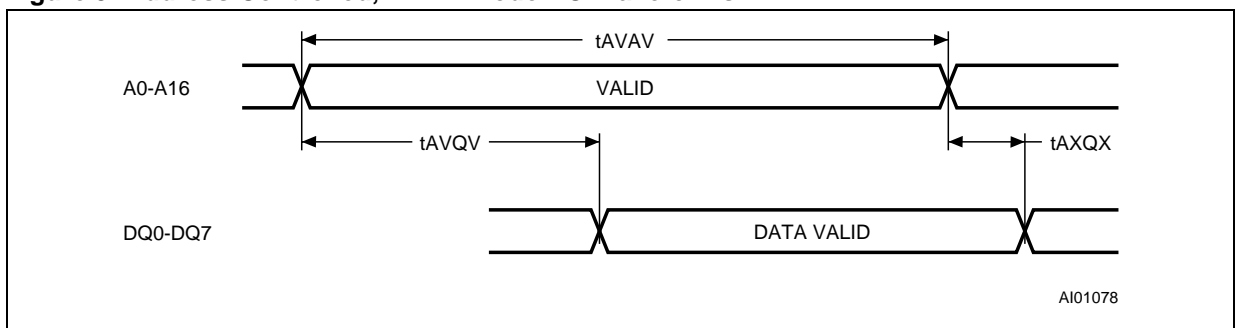 tAVAV
A0-A16
VALID
tAVQV
tAXQX
DQ0-DQ7
DATA VALID
AI01078